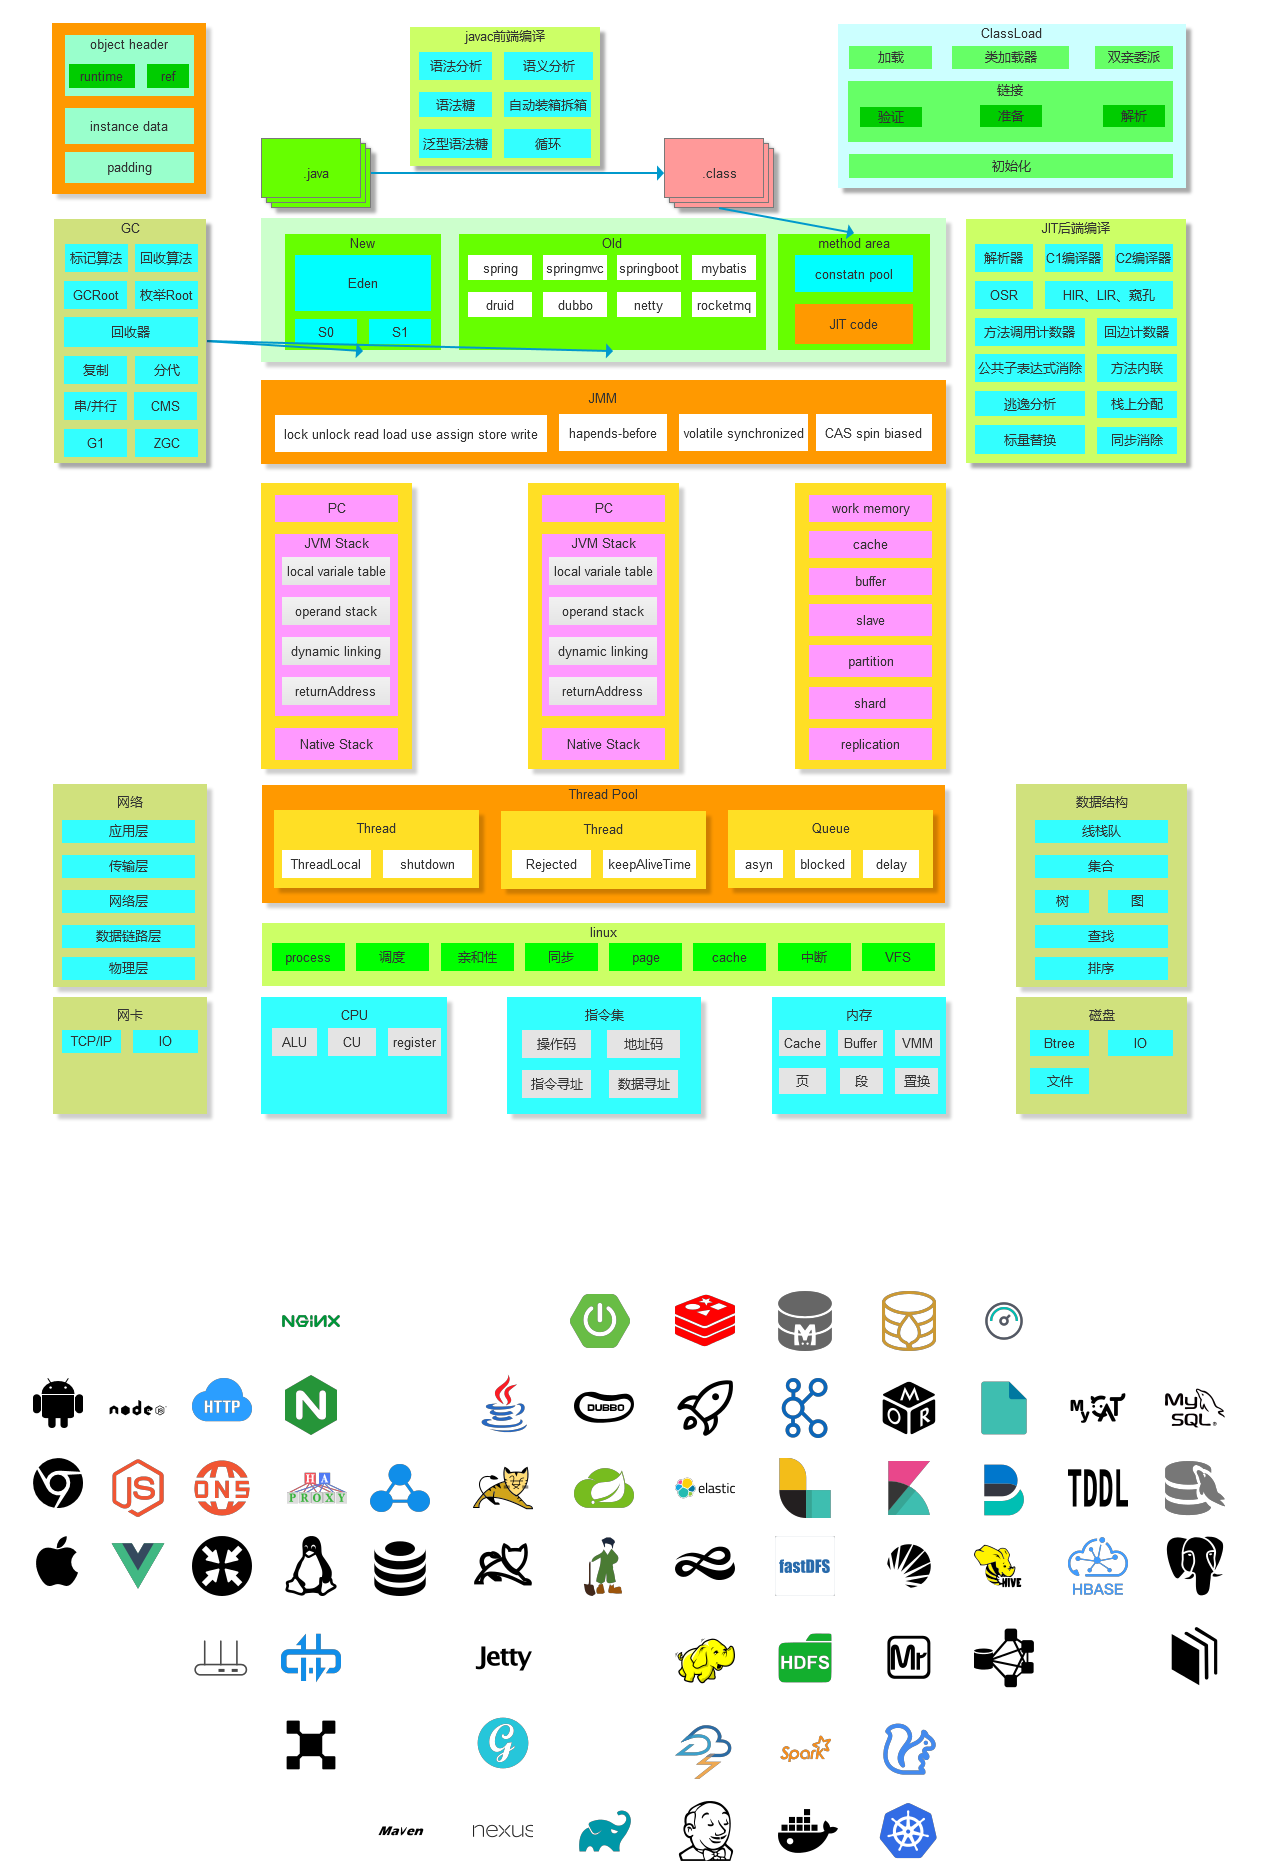 object header
runtime ref
instance data
padding
javac前端编译
语法分析 语义分析
语法糖 自动装箱拆箱
泛型语法糖 循环
ClassLoad
加载 类加载器 双亲委派
链接
验证 准备 解析
初始化
.java
.class
GC
标记算法 回收算法
GCRoot 枚举Root
回收器
复制 分代
串/并行 CMS
G1 ZGC
New
Eden
S0 S1
Old
spring springmvc springboot mybatis
druid dubbo netty rocketmq
method area
constatn pool
JIT code
JIT后端编译
解析器 C1编译器 C2编译器
OSR HIR、LIR、窥孔
方法调用计数器 回边计数器
公共子表达式消除 方法内联
逃逸分析 栈上分配
标量替换 同步消除
JMM
lock unlock read load use assign store write hapends-before volatile synchronized CAS spin biased
PC
JVM Stack
local variale table
operand stack
dynamic linking
returnAddress
Native Stack
PC
JVM Stack
local variale table
operand stack
dynamic linking
returnAddress
Native Stack
work memory
cache
buffer
slave
partition
shard
replication
网络
应用层
传输层
网络层
数据链路层
物理层
Thread Pool
Thread
ThreadLocal shutdown
Thread
Rejected keepAliveTime
Queue
asyn blocked delay
数据结构
线栈队
集合
树 图
查找
排序
linux
process 调度 亲和性 同步 page cache 中断 VFS
网卡
TCP/IP IO
CPU
ALU CU register
指令集
操作码 地址码
指令寻址 数据寻址
内存
Cache Buffer VMM
页 段 置换
磁盘
Btree IO
文件
NGINX
M
node JS HTTP N DUBBO MOR MyCAT MySQL
JS DNS HA PROXY elastic TDDL
fastDFS HIVE HBASE
Jetty HDFS Mr
G Spark
Maven nexus